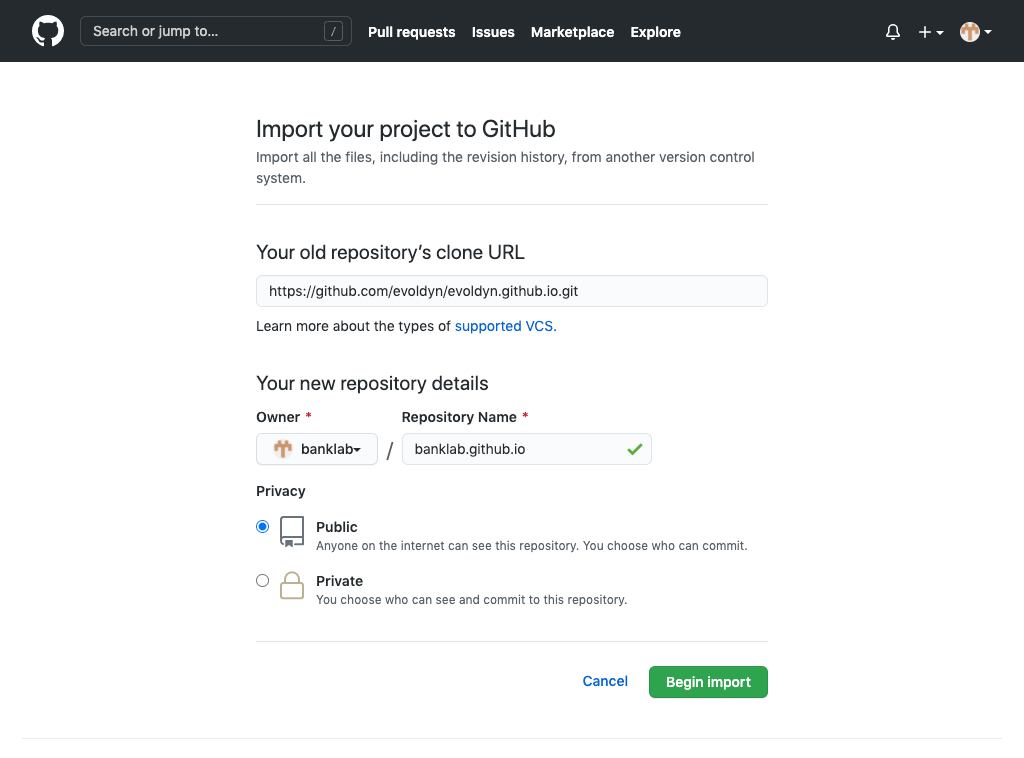 Search or jump to... / Pull requests Issues Marketplace Explore
Import your project to GitHub
Import all the files, including the revision history, from another version control
system.
Your old repository's clone URL
https://github.com/evoldyn/evoldyn.github.io.git
Learn more about the types of supported VCS.
Your new repository details
Owner * Repository Name *
banklab / banklab.github.io
Privacy
Public
Anyone on the internet can see this repository. You choose who can commit.
Private
You choose who can see and commit to this repository.
Cancel Begin import